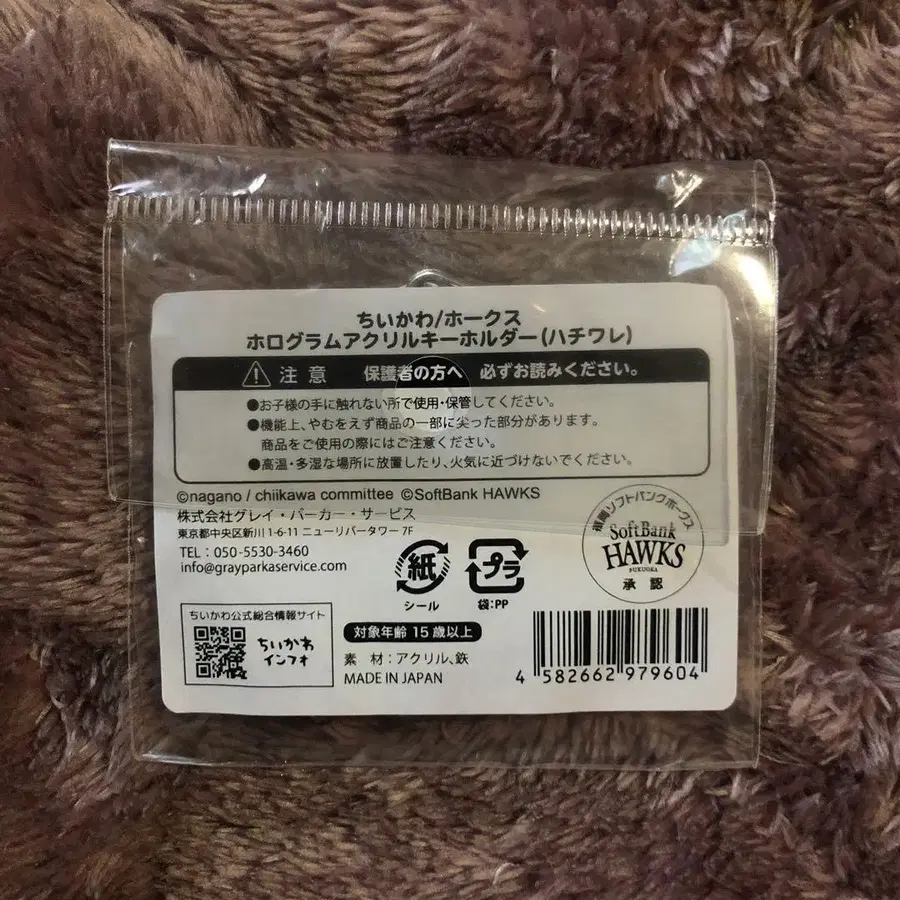 ちいかわ/ホークス
ホログラムアクリルキーホルダー(ハチワレ)
注意 保護者の方へ 必ずお読みください。
●お子様の手に触れない所で使用・保管してください。
●機能上、やむをえず商品の一部に尖った部分があります。
商品をご使用の際にはご注意ください。
●高温・多湿な場所に放置したり、火気に近づけないでください。
©nagano / chiikawa committee ©SoftBank HAWKS
株式会社グレイ・パーカー・サービス
東京都中央区新川1-6-11 ニューリバータワー 7F
TEL : 050-5530-3460
info@grayparkaservice.com
紙
シール
プラ
袋:PP
福岡ソフトバンクホークス
SoftBank
HAWKS
FUKUOKA
承認
ちいかわ公式総合情報サイト
ちいかわ
インフォ
対象年齢 15歳以上
素 材:アクリル、鉄
MADE IN JAPAN
4 582662 979604